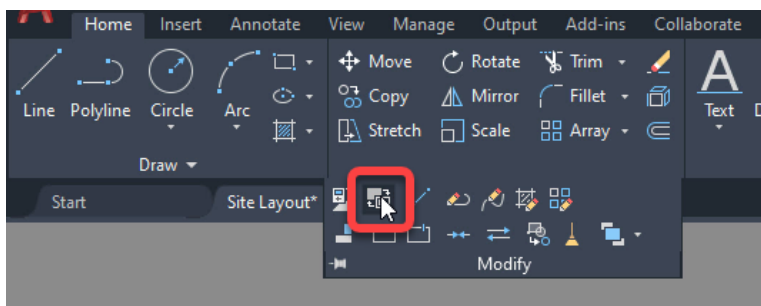 Home Insert Annotate View Manage Output Add-ins Collaborate
Move Rotate Trim
Copy Mirror Fillet
Line Polyline Circle Arc Text
Stretch Scale Array
Draw
Start Site Layout*
Modify